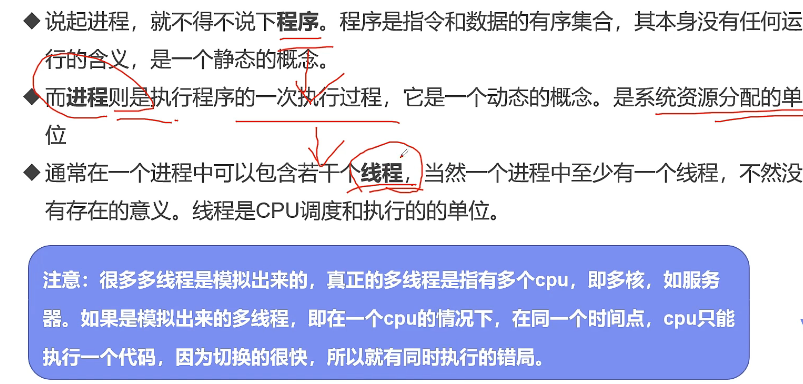 ◆说起进程，就不得不说下程序。程序是指令和数据的有序集合，其本身没有任何运
行的含义，是一个静态的概念。
◆而进程则是执行程序的一次执行过程，它是一个动态的概念。是系统资源分配的单
位
◆通常在一个进程中可以包含若干个线程，当然一个进程中至少有一个线程，不然没
有存在的意义。线程是CPU调度和执行的的单位。
注意：很多多线程是模拟出来的，真正的多线程是指有多个cpu，即多核，如服务
器。如果是模拟出来的多线程，即在一个cpu的情况下，在同一个时间点，cpu只能
执行一个代码，因为切换的很快，所以就有同时执行的错局。